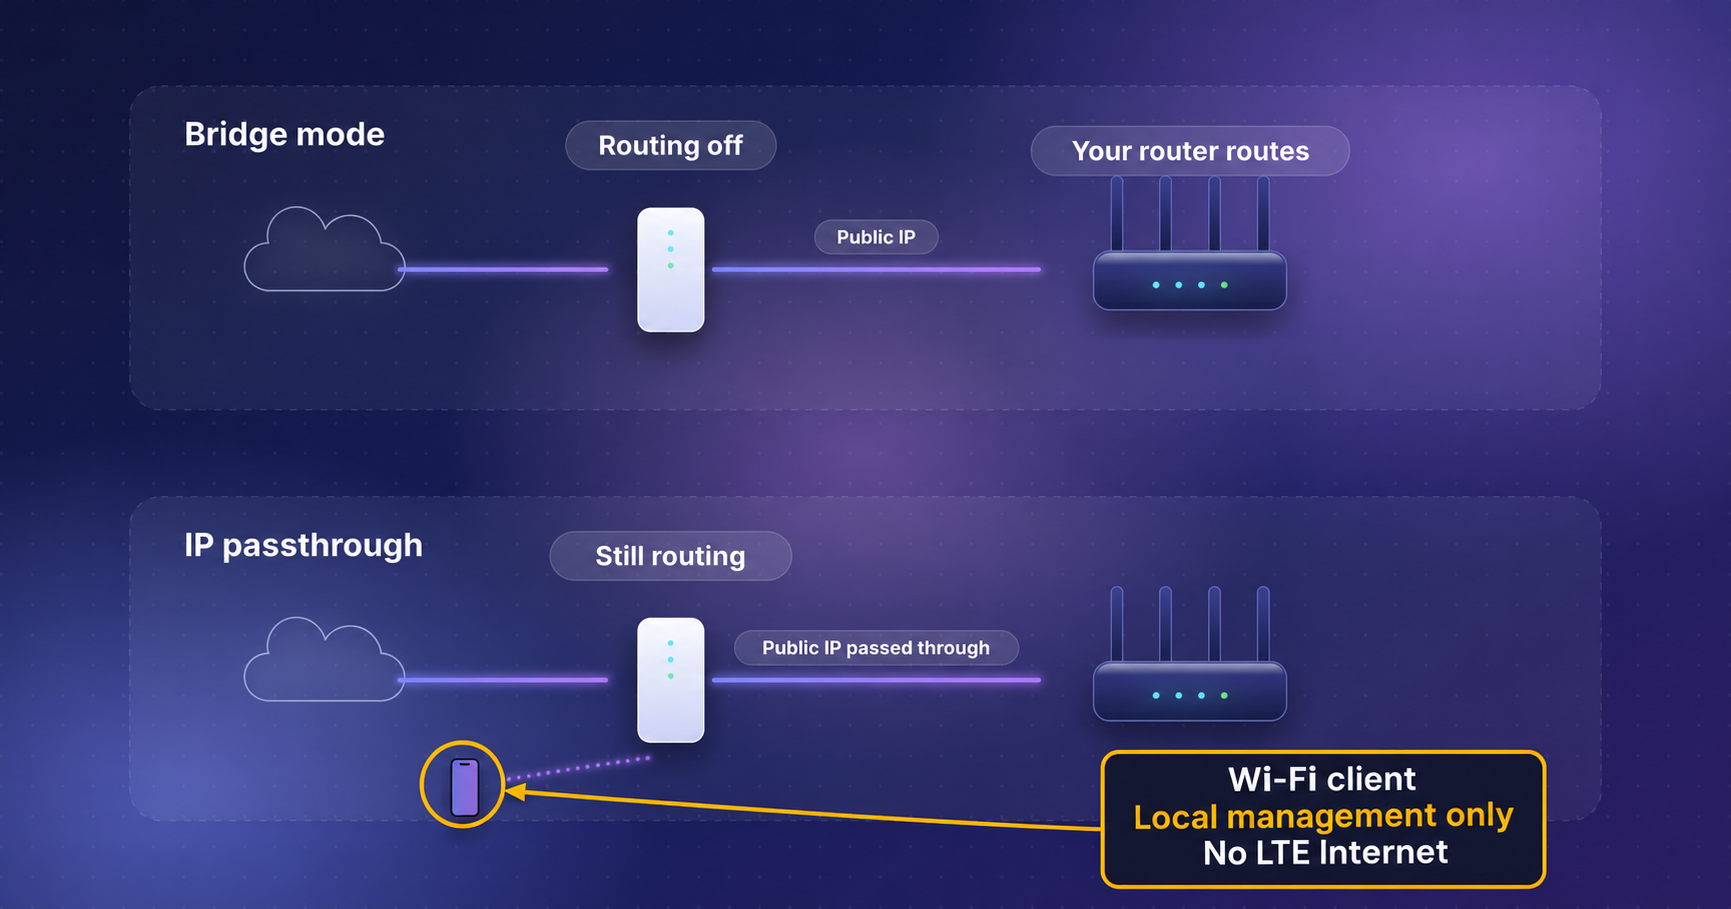 Bridge mode
Routing off
Your router routes
Public IP
IP passthrough
Still routing
Public IP passed through
Wi-Fi client
Local management only
No LTE Internet